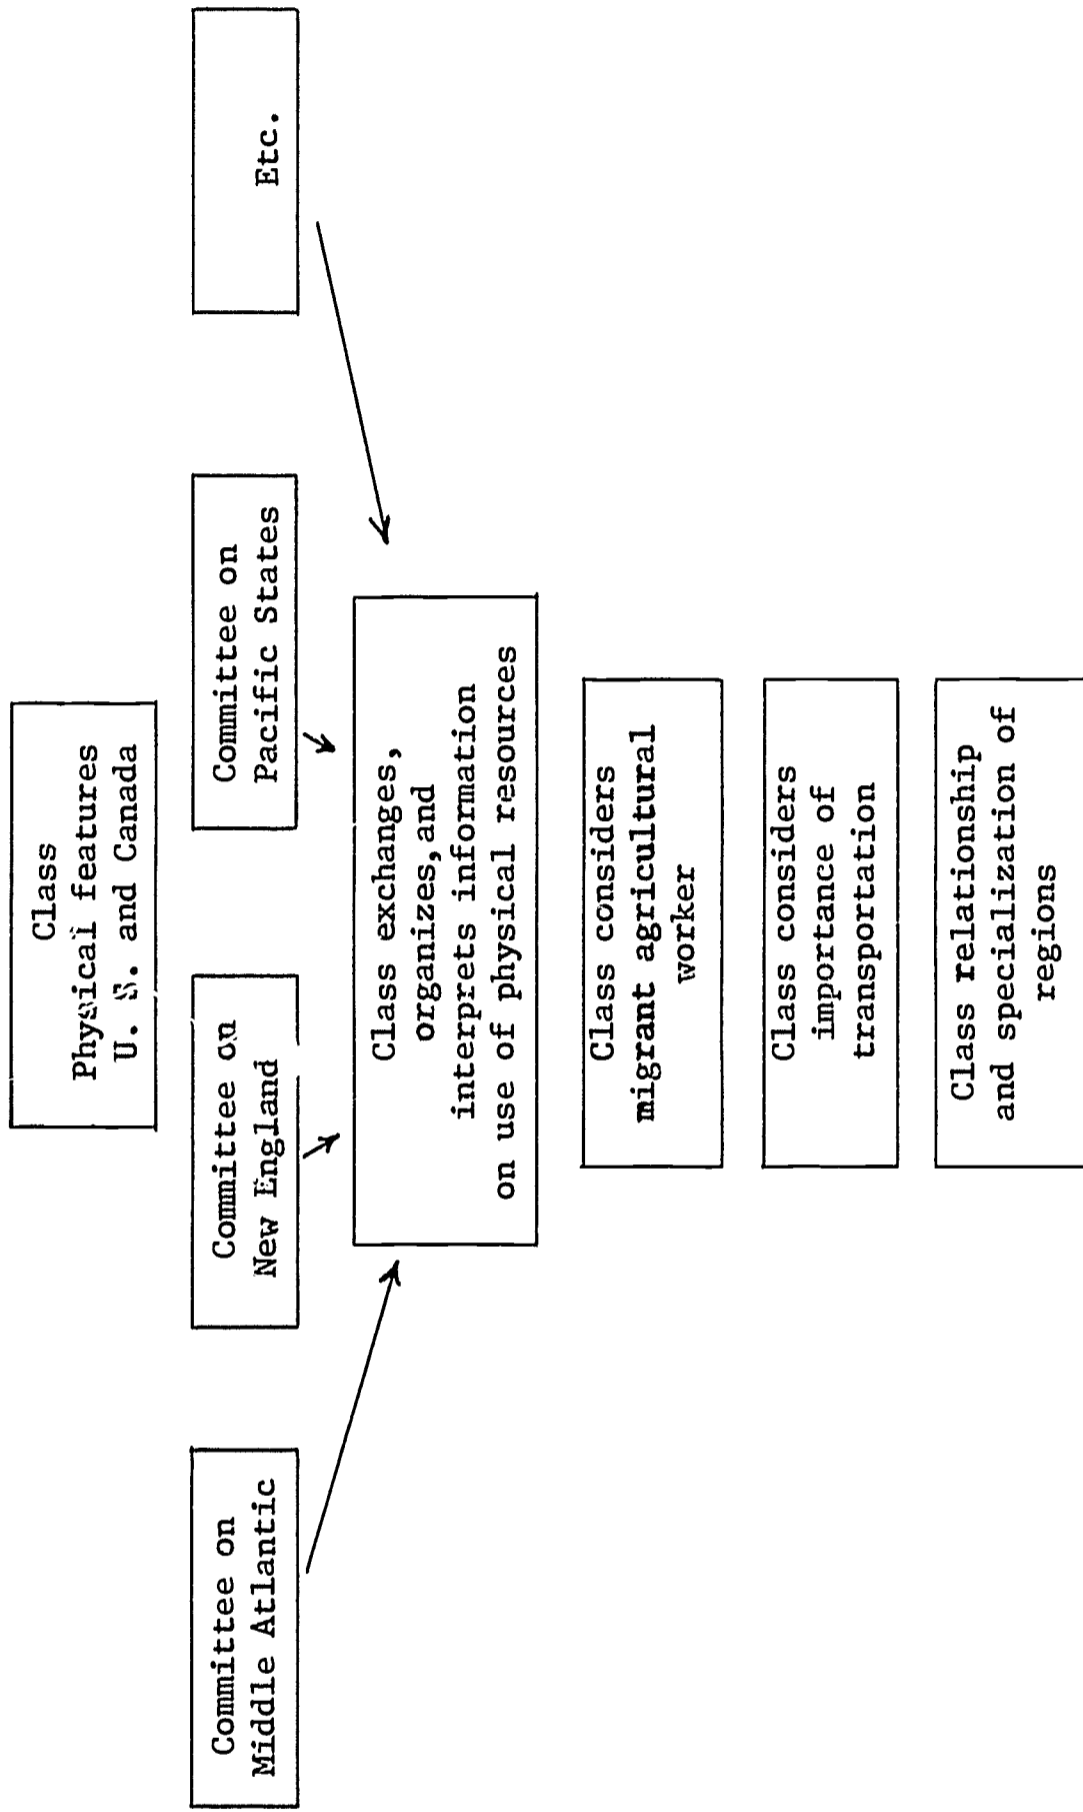 Class
Physical features
U. S. and Canada
Committee on
Middle Atlantic
Committee on
New England
Committee on
Pacific States
Etc.
Class exchanges,
organizes, and
interprets information
on use of physical resources
Class considers
migrant agricultural
worker
Class considers
importance of
transportation
Class relationship
and specialization of
regions